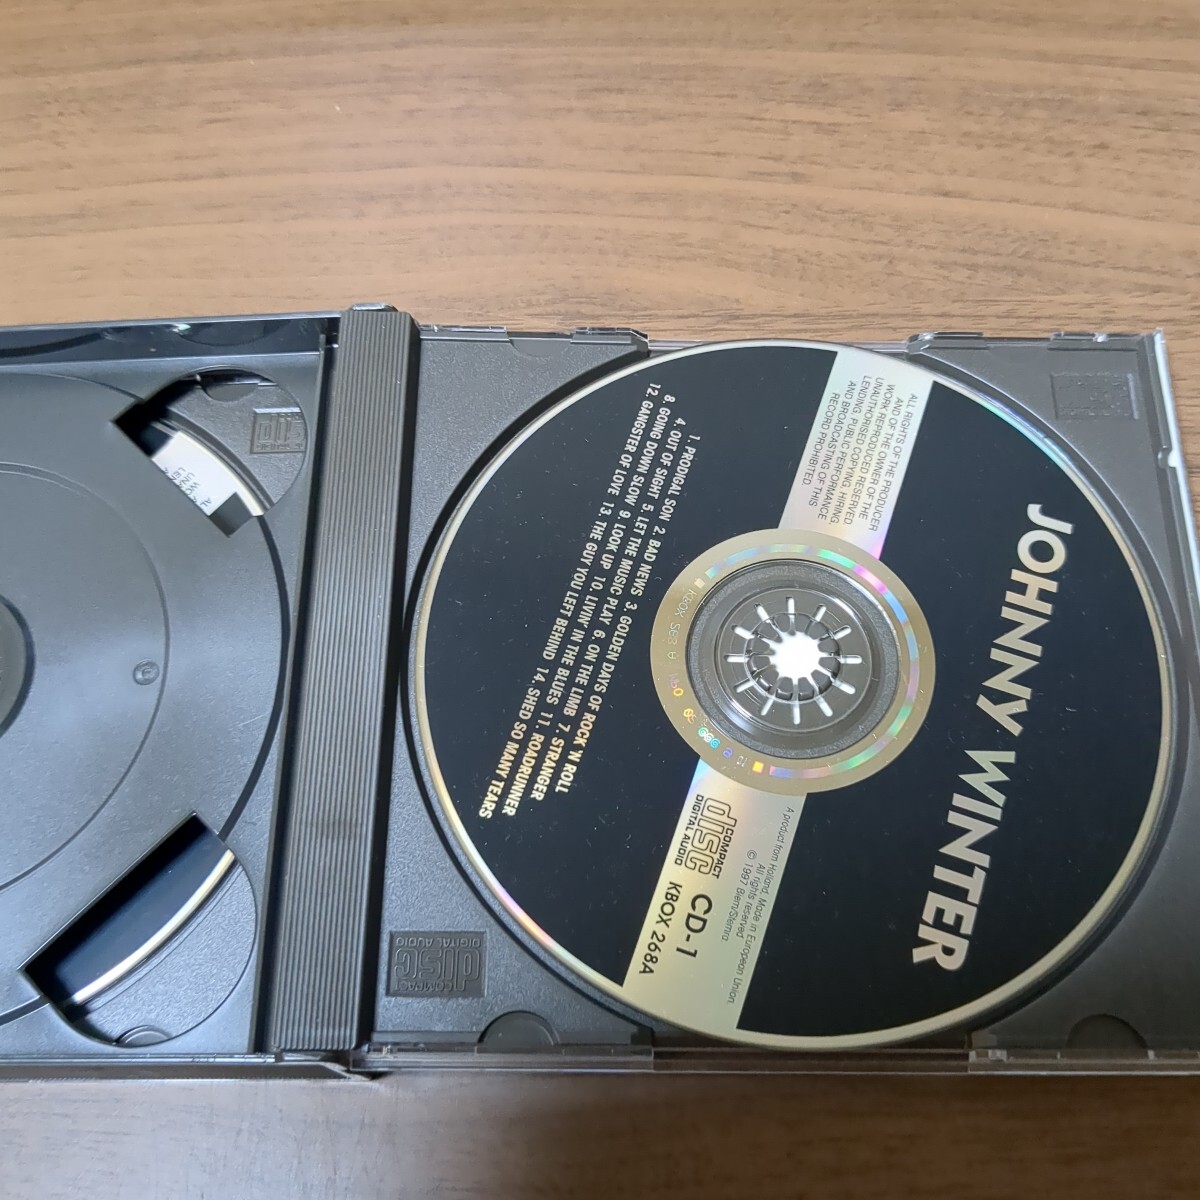 JOHNNY WINTER
ALL RIGHTS OF THE PRODUCER
AND OF THE OWNER OF THE
WORK REPRODUCED RESERVED
UNAUTHORISED COPYING, HIRING,
LENDING, PUBLIC PERFORMANCE
AND BROADCASTING OF THIS
RECORD PROHIBITED.
1. PRODIGAL SON 2. BAD NEWS 3. GOLDEN DAYS OF ROCK 'N ROLL
4. OUT OF SIGHT 5. LET THE MUSIC PLAY 6. ON THE LIMB 7. STRANGER
8. GOING DOWN SLOW 9. LOOK UP 10. LIVIN' IN THE BLUES 11. ROADRUNNER
12. GANGSTER OF LOVE 13. THE GUY YOU LEFT BEHIND 14. SHED SO MANY TEARS
A product from Holland, Made in European Union.
All rights reserved
© 1997 Biem/Stemra
COMPACT
disc
DIGITAL AUDIO
CD-1
KBOX 268A
COMPACT
disc
DIGITAL AUDIO